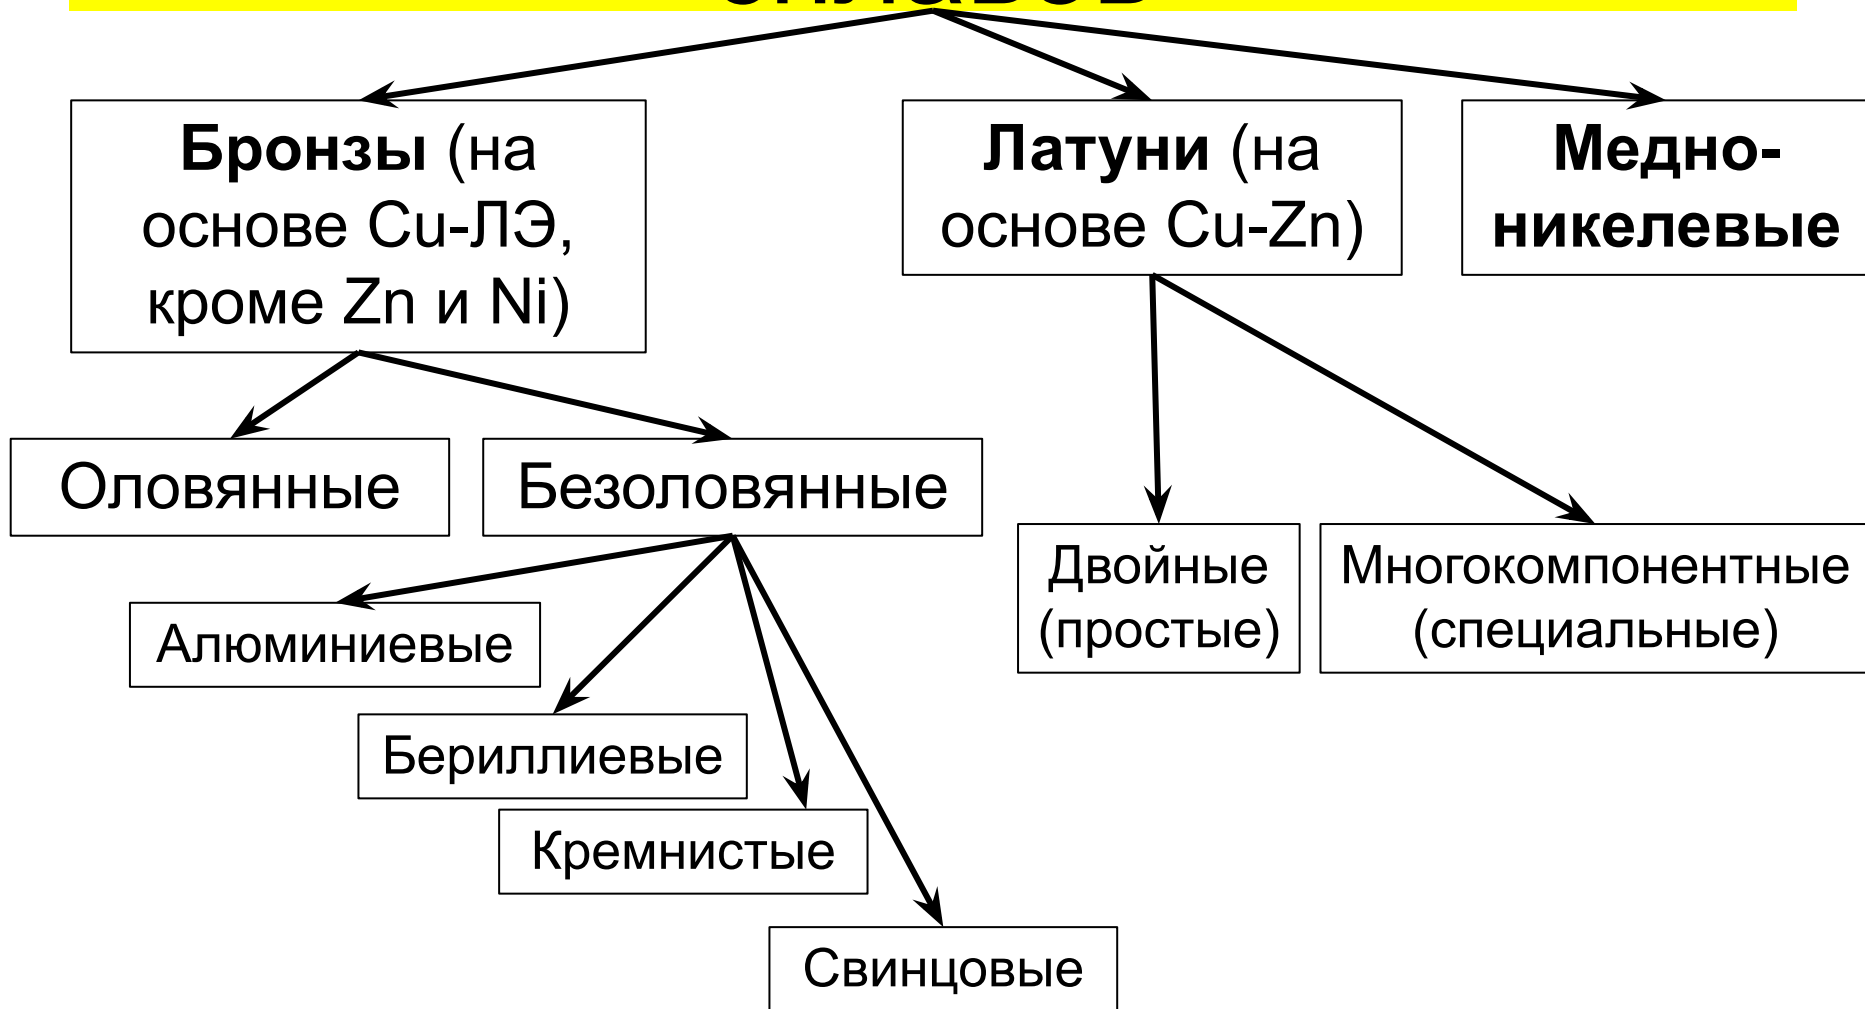 Бронзы (на
основе Cu-ЛЭ,
кроме Zn и Ni)
Латуни (на
основе Cu-Zn)
Медно-
никелевые
Оловянные
Безоловянные
Двойные
(простые)
Многокомпонентные
(специальные)
Алюминиевые
Бериллиевые
Кремнистые
Свинцовые